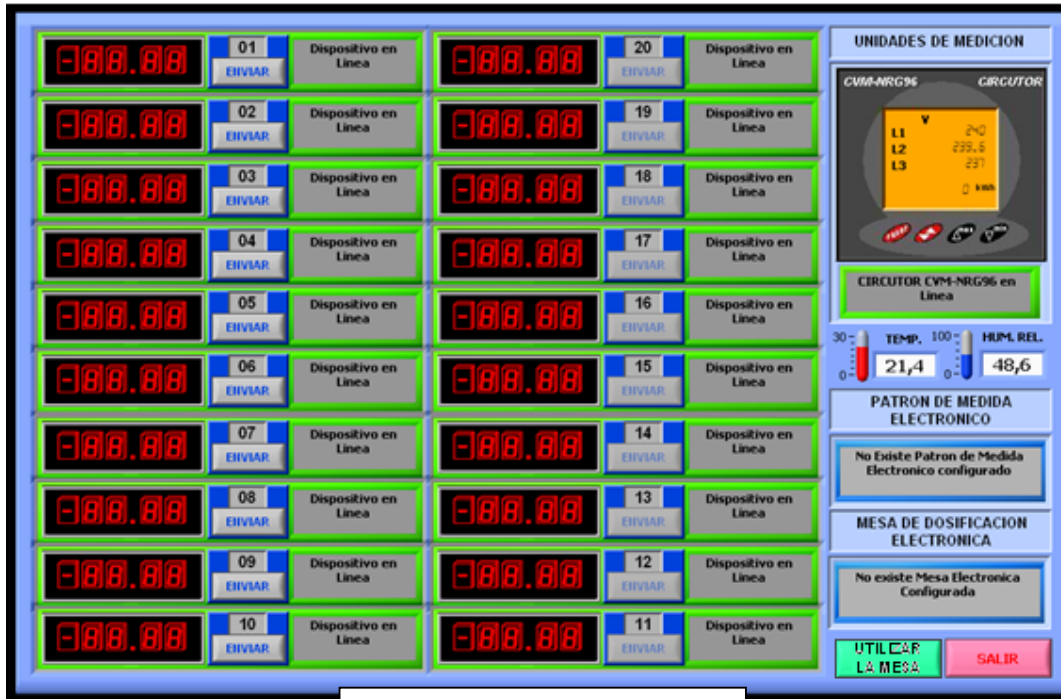 -88.88
01
ENVIAR
Dispositivo en
Linea
-88.88
02
ENVIAR
Dispositivo en
Linea
-88.88
03
ENVIAR
Dispositivo en
Linea
-88.88
04
ENVIAR
Dispositivo en
Linea
-88.88
05
ENVIAR
Dispositivo en
Linea
-88.88
06
ENVIAR
Dispositivo en
Linea
-88.88
07
ENVIAR
Dispositivo en
Linea
-88.88
08
ENVIAR
Dispositivo en
Linea
-88.88
09
ENVIAR
Dispositivo en
Linea
-88.88
10
ENVIAR
Dispositivo en
Linea
-88.88
20
ENVIAR
Dispositivo en
Linea
-88.88
19
ENVIAR
Dispositivo en
Linea
-88.88
18
ENVIAR
Dispositivo en
Linea
-88.88
17
ENVIAR
Dispositivo en
Linea
-88.88
16
ENVIAR
Dispositivo en
Linea
-88.88
15
ENVIAR
Dispositivo en
Linea
-88.88
14
ENVIAR
Dispositivo en
Linea
-88.88
13
ENVIAR
Dispositivo en
Linea
-88.88
12
ENVIAR
Dispositivo en
Linea
-88.88
11
ENVIAR
Dispositivo en
Linea
UNIDADES DE MEDICION
CVM-NRG96 CIRCUTOR
V
L1 240
L2 239.6
L3 237
0 kWh
CIRCUTOR CVM-NRG96 en
Linea
30 TEMP. 100 HUM. REL.
0 21,4 0 48,6
PATRON DE MEDIDA
ELECTRONICO
No Existe Patron de Medida
Electronico configurado
MESA DE DOSIFICACION
ELECTRONICA
No existe Mesa Electronica
Configurada
UTILIZAR
LA MESA
SALIR